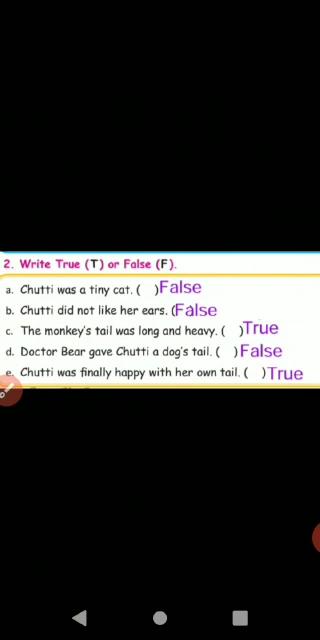 2. Write True (T) or False (F).
a. Chutti was a tiny cat. ( )False
b. Chutti did not like her ears. (False
c. The monkey's tail was long and heavy. ( )True
d. Doctor Bear gave Chutti a dog's tail. ( ) False
e. Chutti was finally happy with her own tail. ( )True